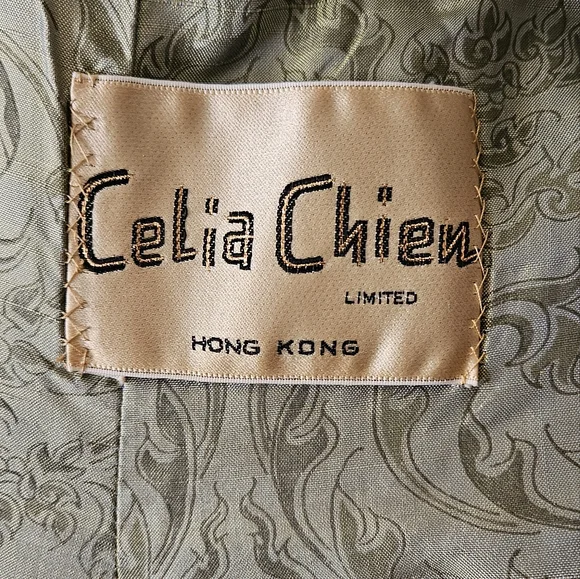 Celia Chien
LIMITED
HONG KONG